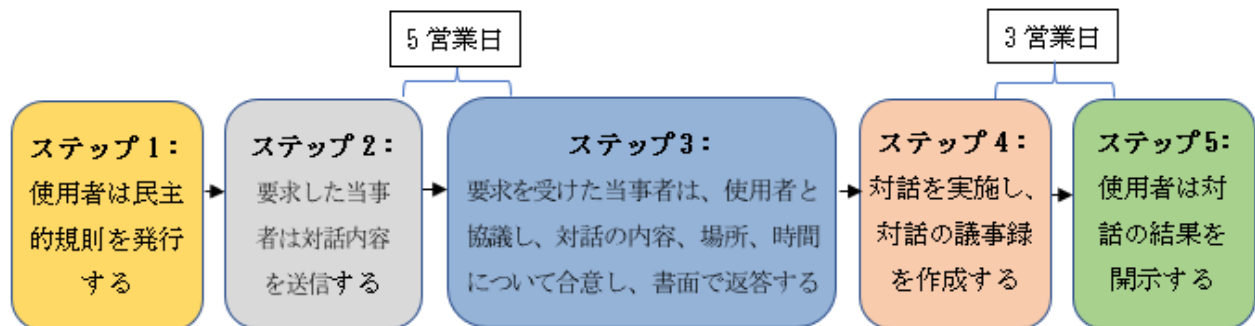 5 営業日
3 営業日
ステップ 1：
使用者は民主
的規則を発行
する
ステップ 2：
要求した当事
者は対話内容
を送信する
ステップ 3：
要求を受けた当事者は、使用者と
協議し、対話の内容、場所、時間
について合意し、書面で返答する
ステップ 4：
対話を実施し、
対話の議事録
を作成する
ステップ 5：
使用者は対
話の結果を
開示する